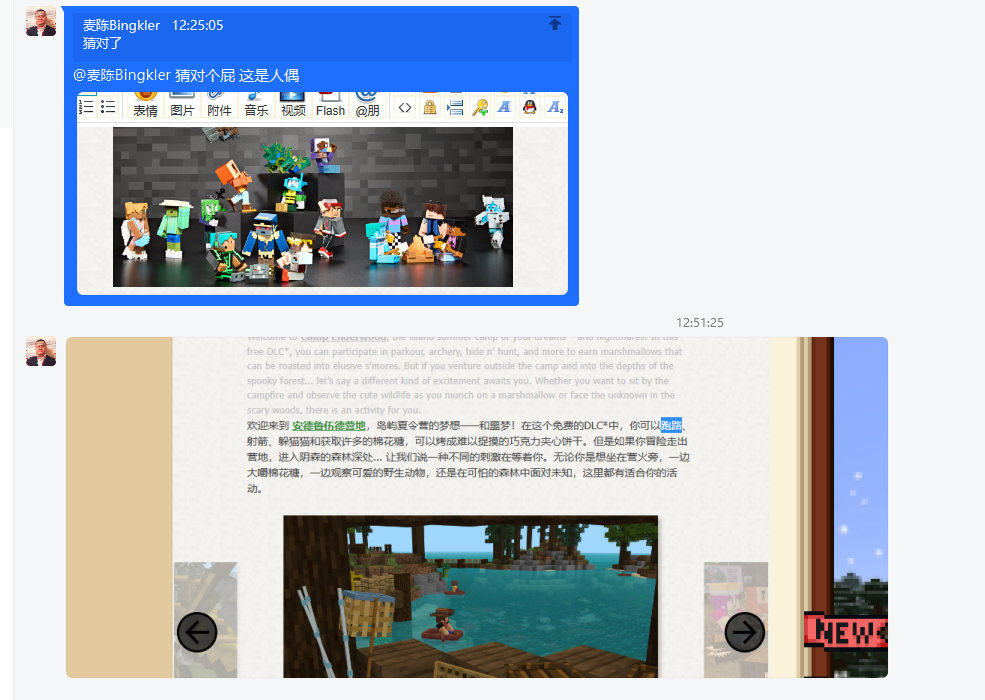 麦陈Bingkler 12:25:05
猜对了
@麦陈Bingkler 猜对个屁 这是人偶
表情 图片 附件 音乐 视频 Flash @朋
12:51:25
Welcome to Camp Enderwood, the island summer camp of your dreams—and nightmares! In this
free DLC*, you can participate in parkour, archery, hide n' hunt, and more to earn marshmallows that
can be roasted into elusive s'mores. But if you venture outside the camp and into the depths of the
spooky forest... let's say a different kind of excitement awaits you. Whether you want to sit by the
campfire and observe the cute wildlife as you munch on a marshmallow or face the unknown in the
scary woods, there is an activity for you.
欢迎来到 安德鲁伍德营地，岛屿夏令营的梦想——和噩梦！在这个免费的DLC*中，你可以跑路、
射箭、躲猫猫和获取许多的棉花糖，可以烤成难以捉摸的巧克力夹心饼干。但是如果你冒险走出
营地，进入阴森的森林深处... 让我们说一种不同的刺激在等着你。无论你是想坐在营火旁，一边
大嚼棉花糖，一边观察可爱的野生动物，还是在可怕的森林中面对未知，这里都有适合你的活
动。
NEW